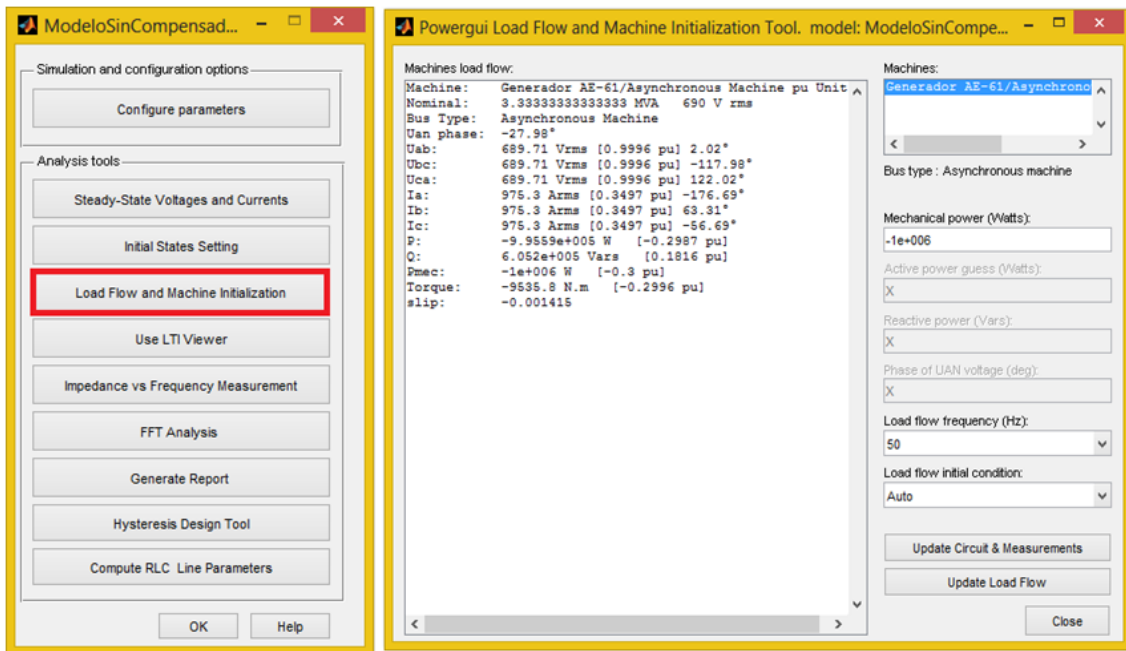 ModeloSinCompensad...
Simulation and configuration options
Configure parameters
Analysis tools
Steady-State Voltages and Currents
Initial States Setting
Load Flow and Machine Initialization
Use LTI Viewer
Impedance vs Frequency Measurement
FFT Analysis
Generate Report
Hysteresis Design Tool
Compute RLC Line Parameters
OK Help
Powergui Load Flow and Machine Initialization Tool. model: ModeloSinCompe...
Machines load flow:
Machine: Generador AE-61/Asynchronous Machine pu Unit
Nominal: 3.33333333333333 MVA 690 V rms
Bus Type: Asynchronous Machine
Uan phase: -27.98°
Uab: 689.71 Vrms [0.9996 pu] 2.02°
Ubc: 689.71 Vrms [0.9996 pu] -117.98°
Uca: 689.71 Vrms [0.9996 pu] 122.02°
Ia: 975.3 Arms [0.3497 pu] -176.69°
Ib: 975.3 Arms [0.3497 pu] 63.31°
Ic: 975.3 Arms [0.3497 pu] -56.69°
P: -9.9559e+005 W [-0.2987 pu]
Q: 6.052e+005 Vars [0.1816 pu]
Pmec: -1e+006 W [-0.3 pu]
Torque: -9535.8 N.m [-0.2996 pu]
slip: -0.001415
Machines:
Generador AE-61/Asynchrono
Bus type : Asynchronous machine
Mechanical power (Watts):
-1e+006
Active power guess (Watts):
X
Reactive power (Vars):
X
Phase of UAN voltage (deg):
X
Load flow frequency (Hz):
50
Load flow initial condition:
Auto
Update Circuit & Measurements
Update Load Flow
Close